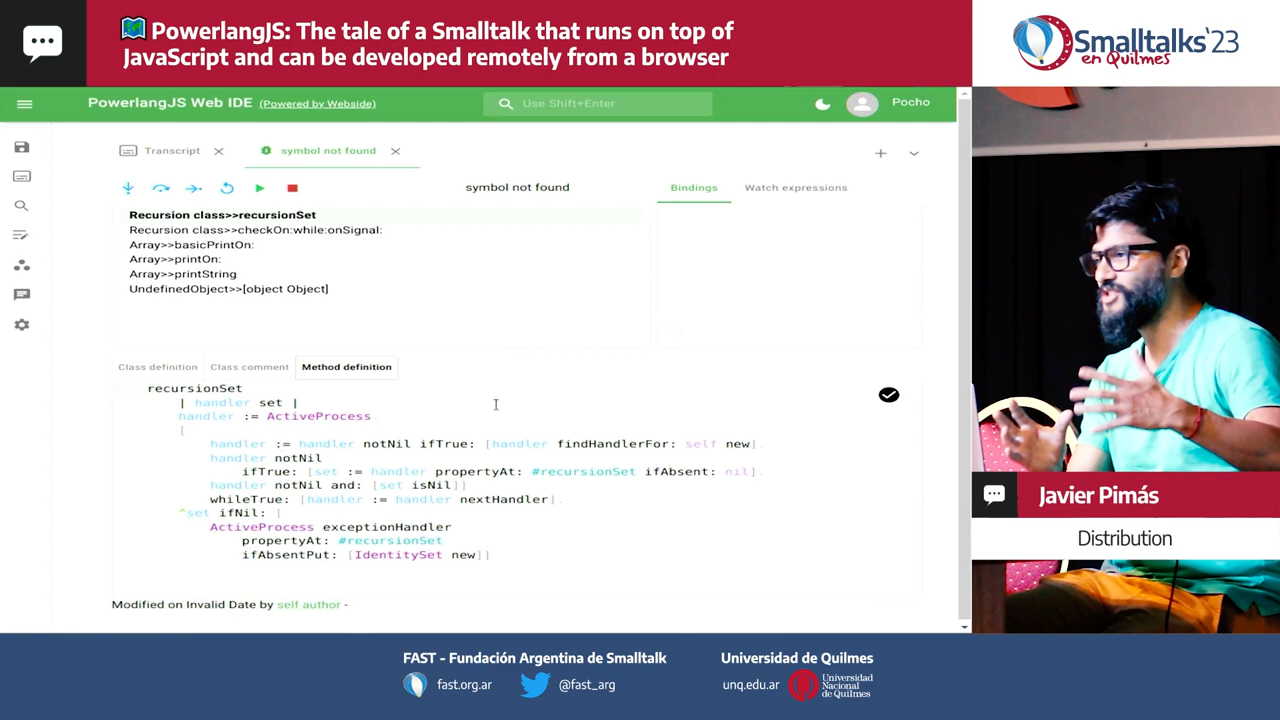 PowerlangJS: The tale of a Smalltalk that runs on top of
JavaScript and can be developed remotely from a browser
Smalltalks'23
en Quilmes
PowerlangJS Web IDE (Powered by Webside)
Use Shift+Enter
Pocho
Transcript
symbol not found
symbol not found
Bindings
Watch expressions
Recursion class>>recursionSet
Recursion class>>checkOn:while:onSignal:
Array>>basicPrintOn:
Array>>printOn:
Array>>printString
UndefinedObject>>[object Object]
Class definition
Class comment
Method definition
recursionSet
| handler set |
handler := ActiveProcess.
[
handler := handler notNil ifTrue: [handler findHandlerFor: self new].
handler notNil
ifTrue: [set := handler propertyAt: #recursionSet ifAbsent: nil].
handler notNil and: [set isNil]]
whileTrue: [handler := handler nextHandler].
^set ifNil: [
ActiveProcess exceptionHandler
propertyAt: #recursionSet
ifAbsentPut: [IdentitySet new]]
Modified on Invalid Date by self author -
Javier Pimás
Distribution
FAST - Fundación Argentina de Smalltalk
fast.org.ar
@fast_arg
Universidad de Quilmes
unq.edu.ar
Universidad
Nacional
de Quilmes